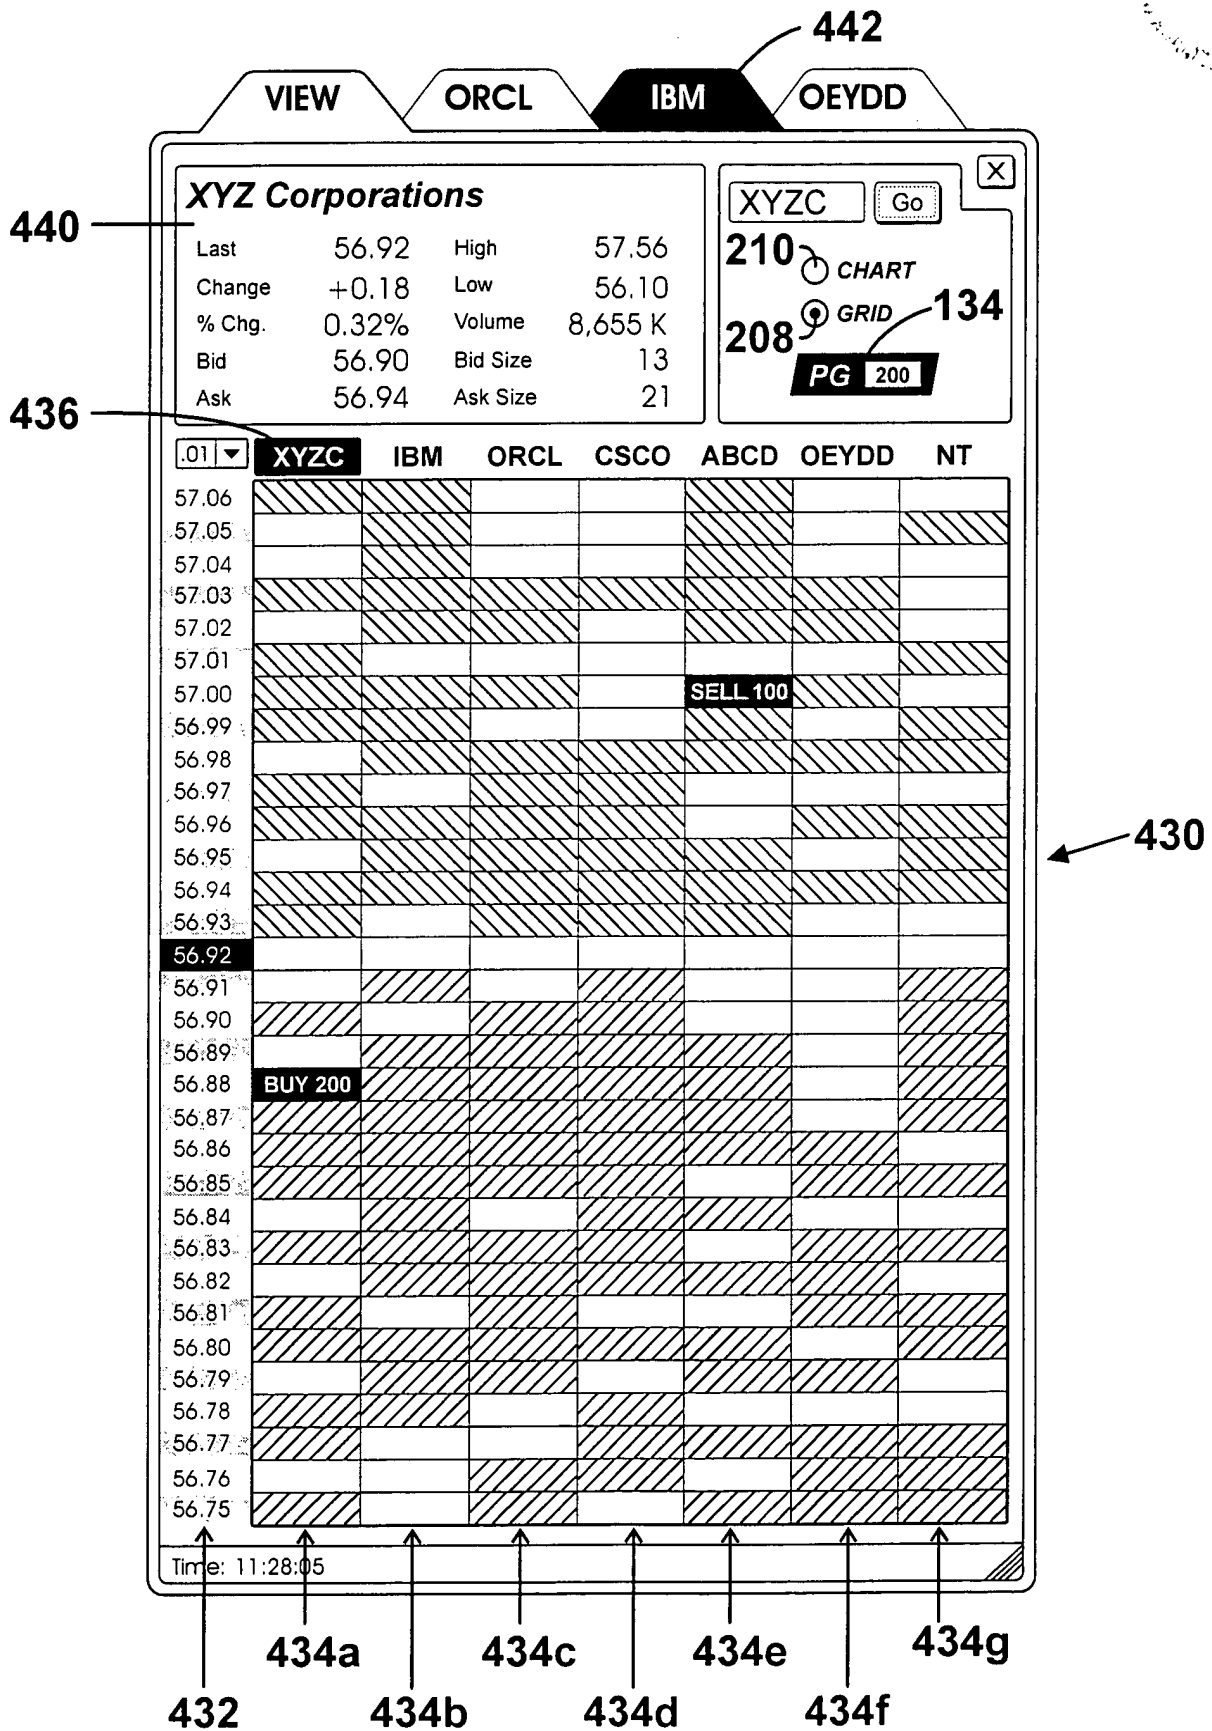 442
VIEW ORCL IBM OEYDD
X
XYZ Corporations
XYZC Go
440
Last 56.92 High 57.56
210 CHART
Change +0.18 Low 56.10
208 GRID 134
% Chg. 0.32% Volume 8,655 K
Bid 56.90 Bid Size 13
PG 200
Ask 56.94 Ask Size 21
436
.01 XYZC IBM ORCL CSCO ABCD OEYDD NT
57.06
57.05
57.04
57.03
57.02
57.01
57.00 SELL 100
56.99
56.98
56.97
56.96
430
56.95
56.94
56.93
56.92
56.91
56.90
56.89
56.88 BUY 200
56.87
56.86
56.85
56.84
56.83
56.82
56.81
56.80
56.79
56.78
56.77
56.76
56.75
Time: 11:28:05
434a 434c 434e 434g
432 434b 434d 434f